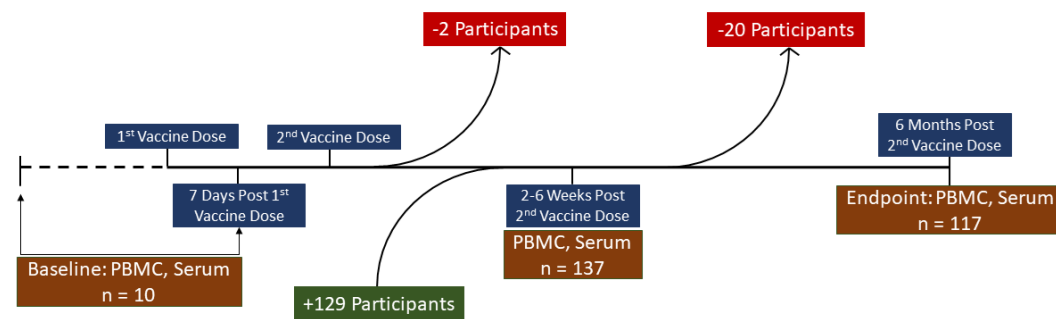 -2 Participants
-20 Participants
1st Vaccine Dose
2nd Vaccine Dose
6 Months Post
2nd Vaccine Dose
7 Days Post 1st
Vaccine Dose
2-6 Weeks Post
2nd Vaccine Dose
Endpoint: PBMC, Serum
n = 117
PBMC, Serum
n = 137
Baseline: PBMC, Serum
n = 10
+129 Participants